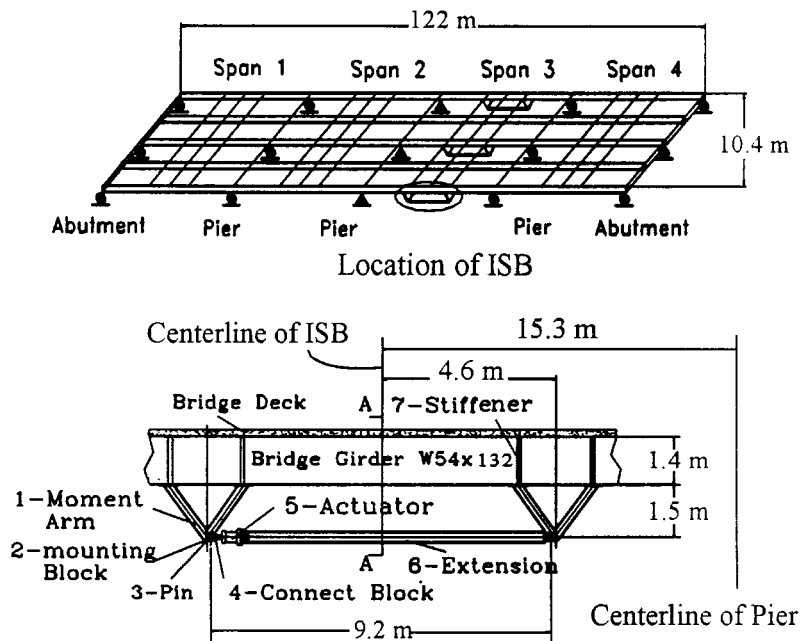 122 m
Span 1 Span 2 Span 3 Span 4
10.4 m
Abutment Pier Pier Pier Abutment
Location of ISB
Centerline of ISB
15.3 m
4.6 m
Bridge Deck A 7-Stiffener
Bridge Girder W54x132
1.4 m
1-Moment
Arm
5-Actuator
1.5 m
2-mounting
Block
A
6-Extension
3-Pin 4-Connect Block
Centerline of Pier
9.2 m